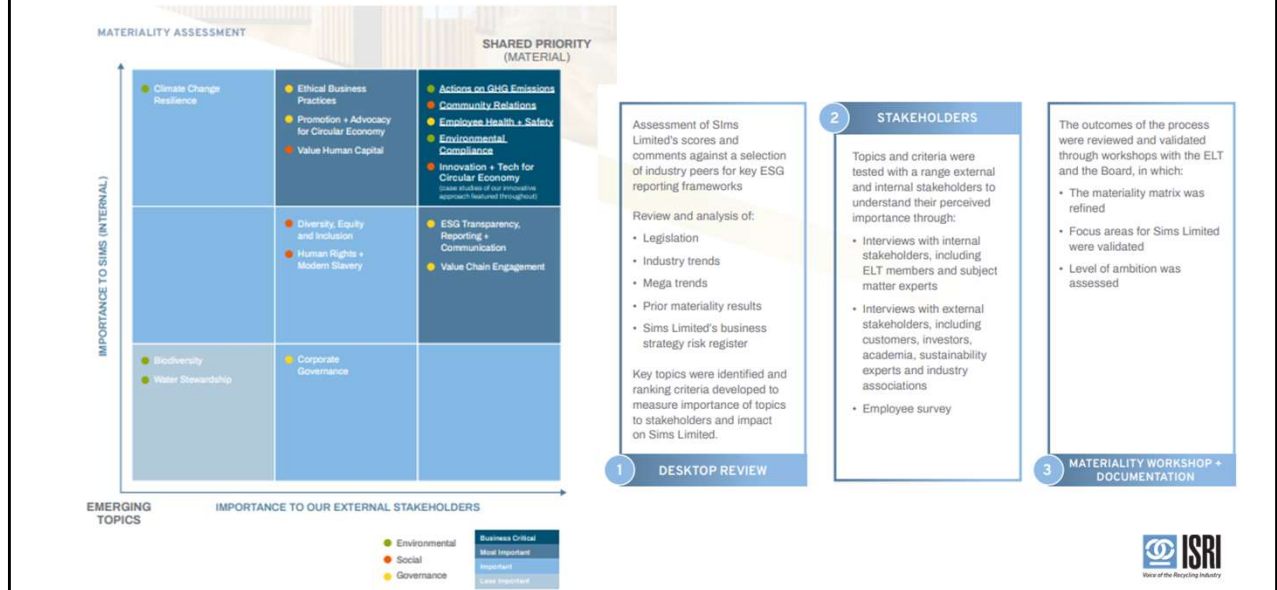 MATERIALITY ASSESSMENT
SHARED PRIORITY
(MATERIAL)
IMPORTANCE TO SIMS (INTERNAL)
Climate Change
Resilience
Ethical Business
Practices
Promotion + Advocacy
for Circular Economy
Value Human Capital
Actions on GHG Emissions
Community Relations
Employee Health + Safety
Environmental
Compliance
Innovation + Tech for
Circular Economy
(case studies of our innovative
approach featured throughout)
Diversity, Equity
and Inclusion
Human Rights +
Modern Slavery
ESG Transparency,
Reporting +
Communication
Value Chain Engagement
Biodiversity
Water Stewardship
Corporate
Governance
EMERGING
TOPICS
IMPORTANCE TO OUR EXTERNAL STAKEHOLDERS
Environmental
Social
Governance
Business Critical
Most Important
Important
Less Important
Assessment of SIms
Limited's scores and
comments against a selection
of industry peers for key ESG
reporting frameworks
Review and analysis of:
• Legislation
• Industry trends
• Mega trends
• Prior materiality results
• Sims Limited's business
strategy risk register
Key topics were identified and
ranking criteria developed to
measure importance of topics
to stakeholders and impact
on Sims Limited.
1 DESKTOP REVIEW
2 STAKEHOLDERS
Topics and criteria were
tested with a range external
and internal stakeholders to
understand their perceived
importance through:
• Interviews with internal
stakeholders, including
ELT members and subject
matter experts
• Interviews with external
stakeholders, including
customers, investors,
academia, sustainability
experts and industry
associations
• Employee survey
The outcomes of the process
were reviewed and validated
through workshops with the ELT
and the Board, in which:
• The materiality matrix was
refined
• Focus areas for Sims Limited
were validated
• Level of ambition was
assessed
3 MATERIALITY WORKSHOP +
DOCUMENTATION
ISRI
Voice of the Recycling Industry